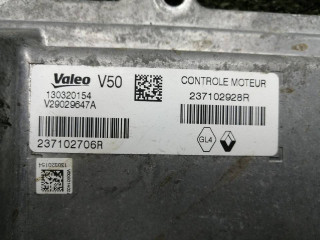 Valeo V50
130320154
V29029647A
237102706R
CONTROLE MOTEUR
237102928R
GL4